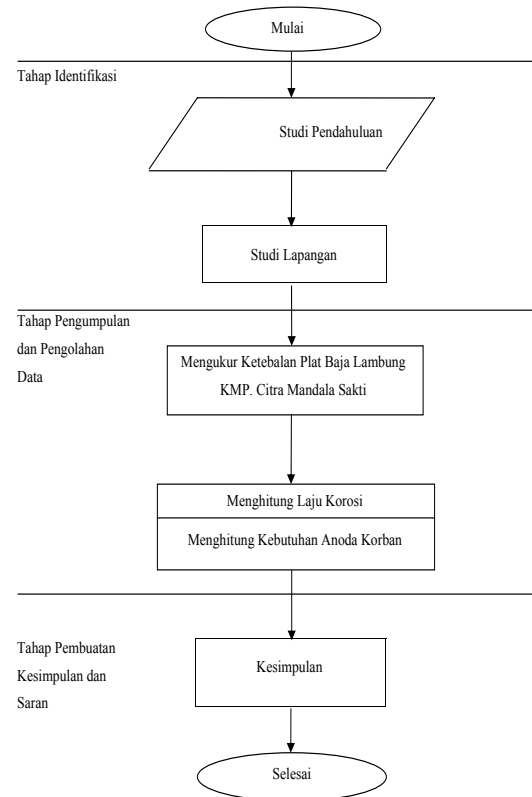 Mulai
Tahap Identifikasi
Studi Pendahuluan
Studi Lapangan
Tahap Pengumpulan
dan Pengolahan
Data
Mengukur Ketebalan Plat Baja Lambung
KMP. Citra Mandala Sakti
Menghitung Laju Korosi
Menghitung Kebutuhan Anoda Korban
Tahap Pembuatan
Kesimpulan dan
Saran
Kesimpulan
Selesai